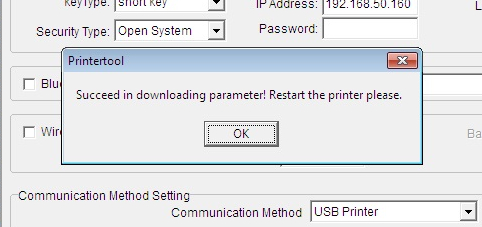 keyType: short key IP Address: 192.168.50.160
Security Type: Open System Password:
Printertool
Succeed in downloading parameter! Restart the printer please.
OK
Communication Method Setting
Communication Method USB Printer